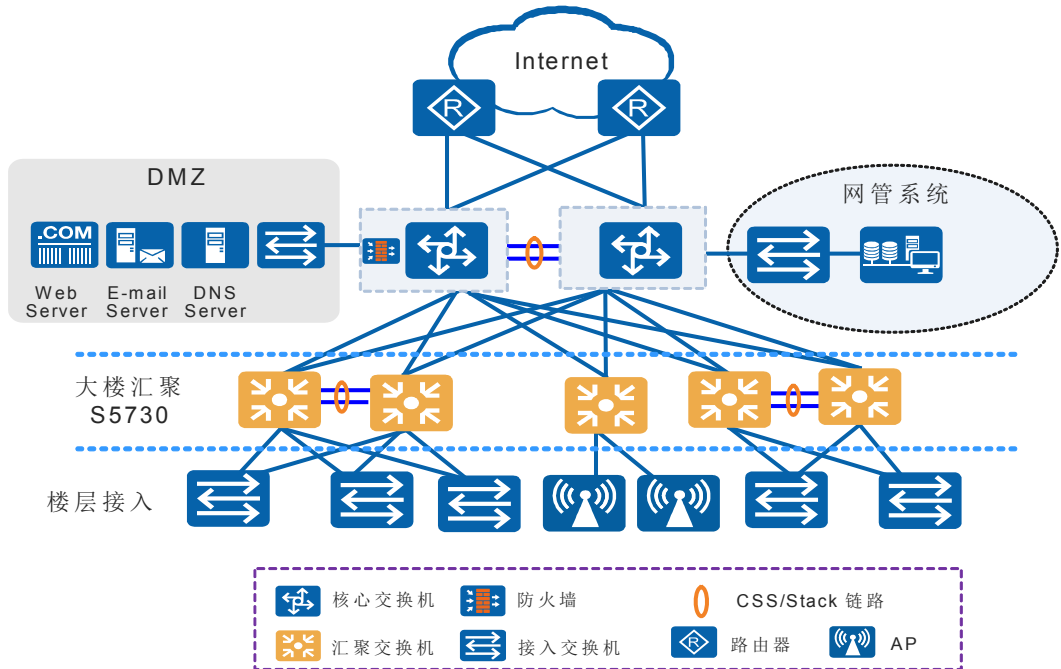 Internet
R
R
DMZ
网管系统
.COM
Web
Server
E-mail
Server
DNS
Server
大楼汇聚
S5730
楼层接入
核心交换机
防火墙
CSS/Stack 链路
汇聚交换机
接入交换机
R
路由器
AP